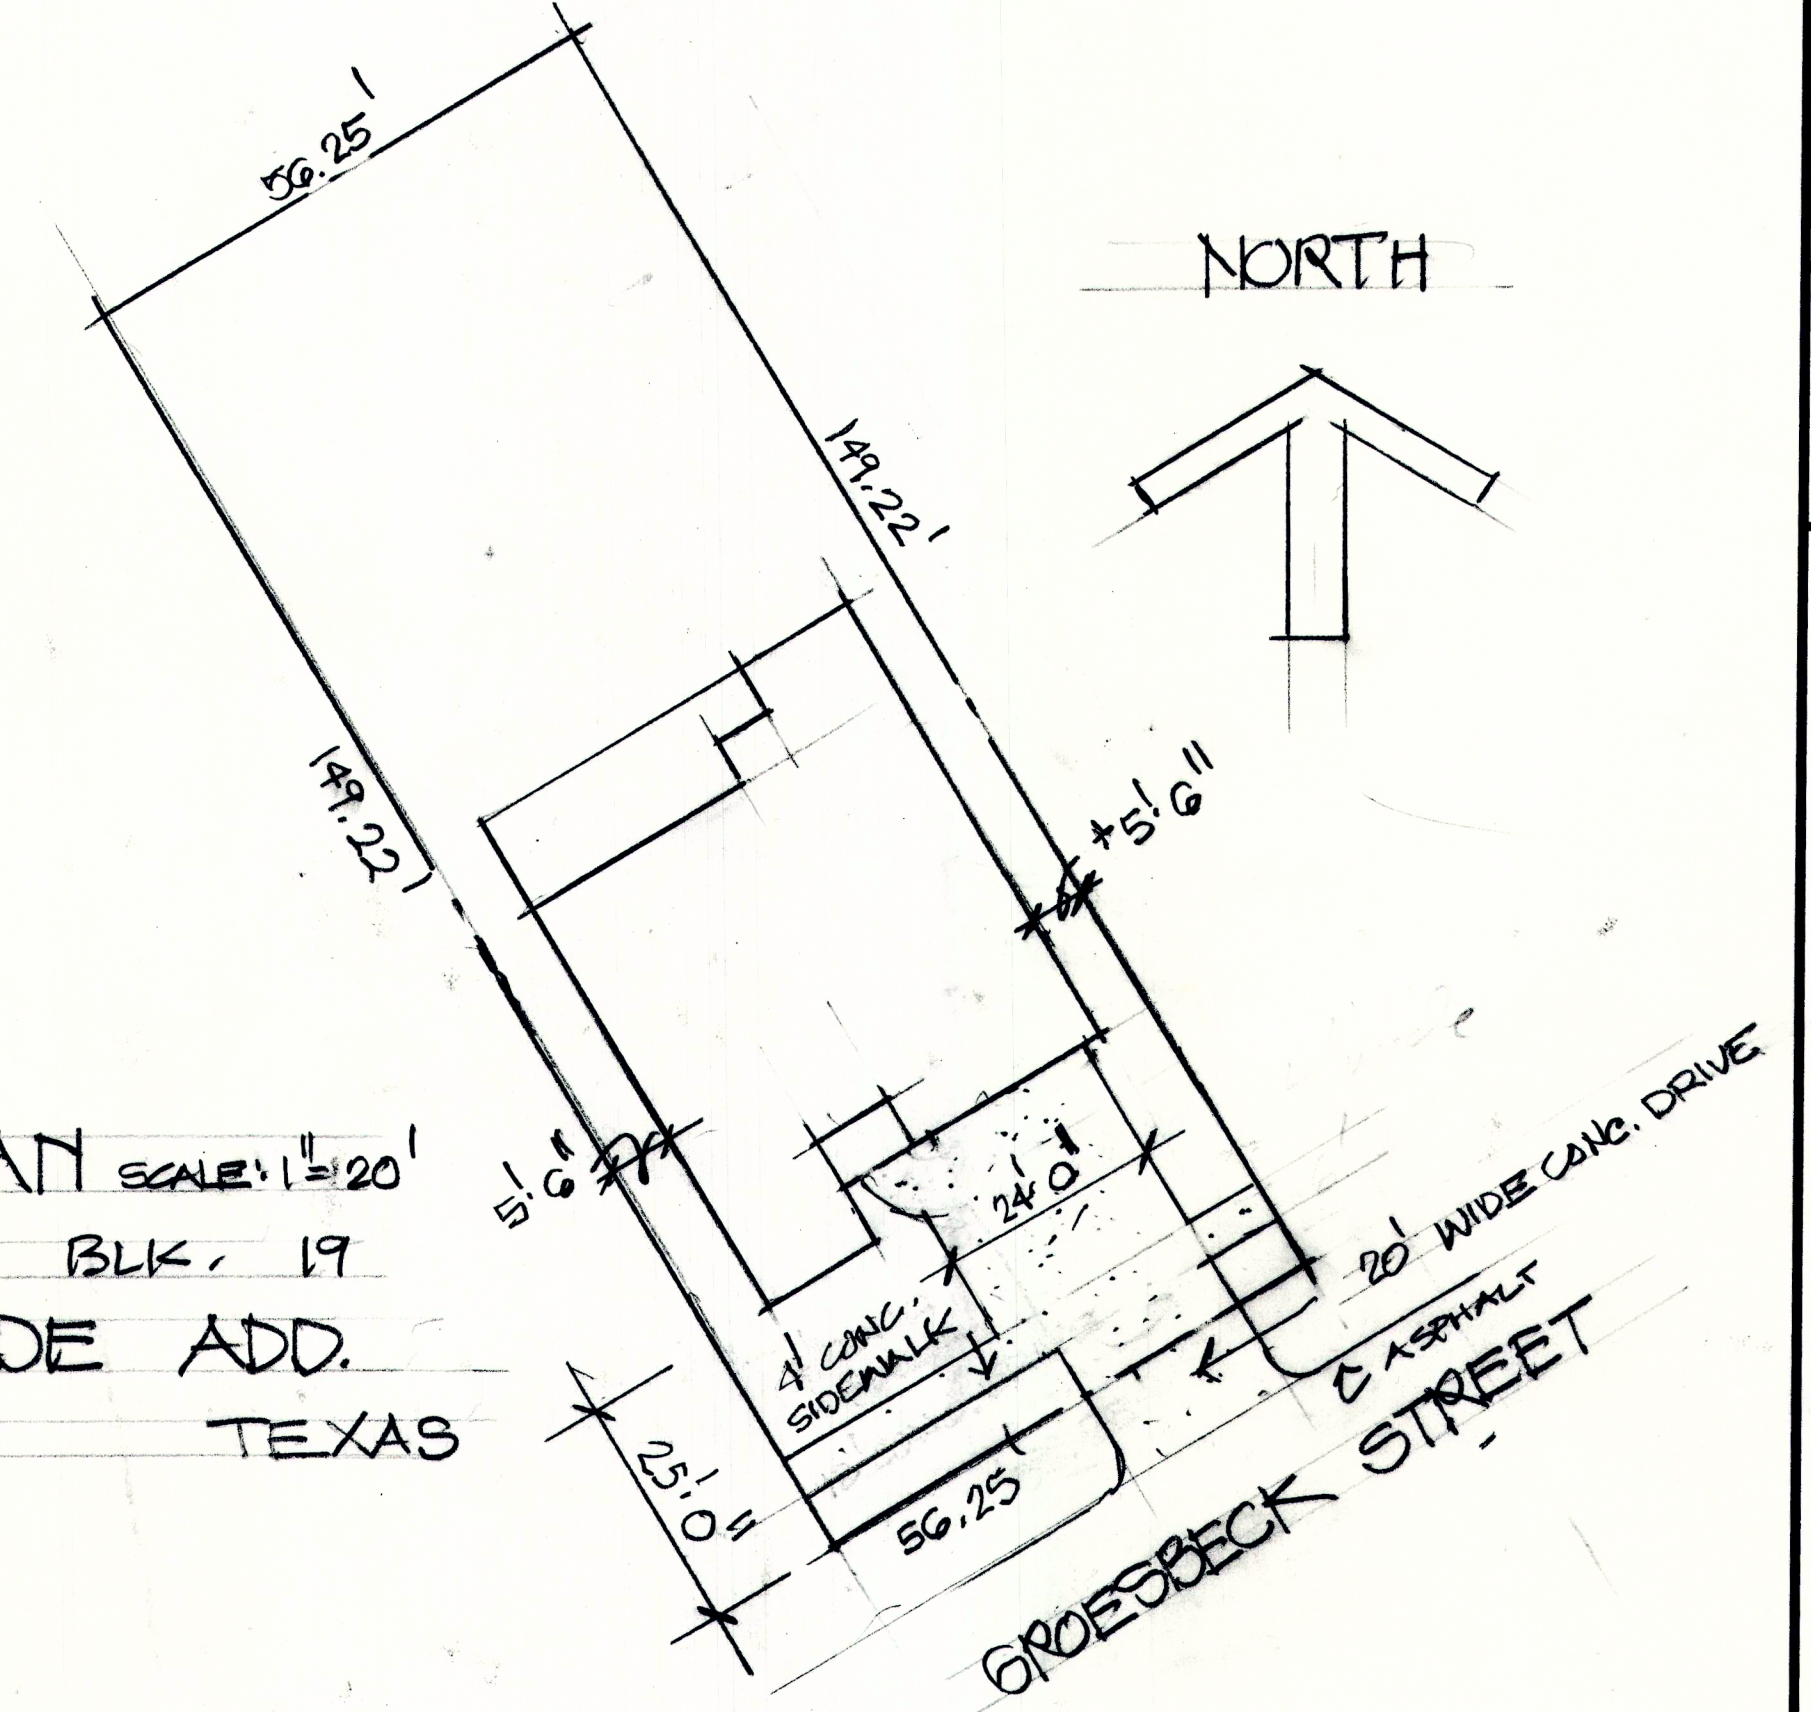 56.25'
NORTH
149.22'
149.22'
+5'.6"
5'.6"
AN SCALE: 1"=20'
BLK. 19
DE ADD.
TEXAS
24'.0"
20' WIDE CONC. DRIVE
4' CONC.
SIDEWALK
25'.0"
56.25
ASPHALT
GROESBECK STREET